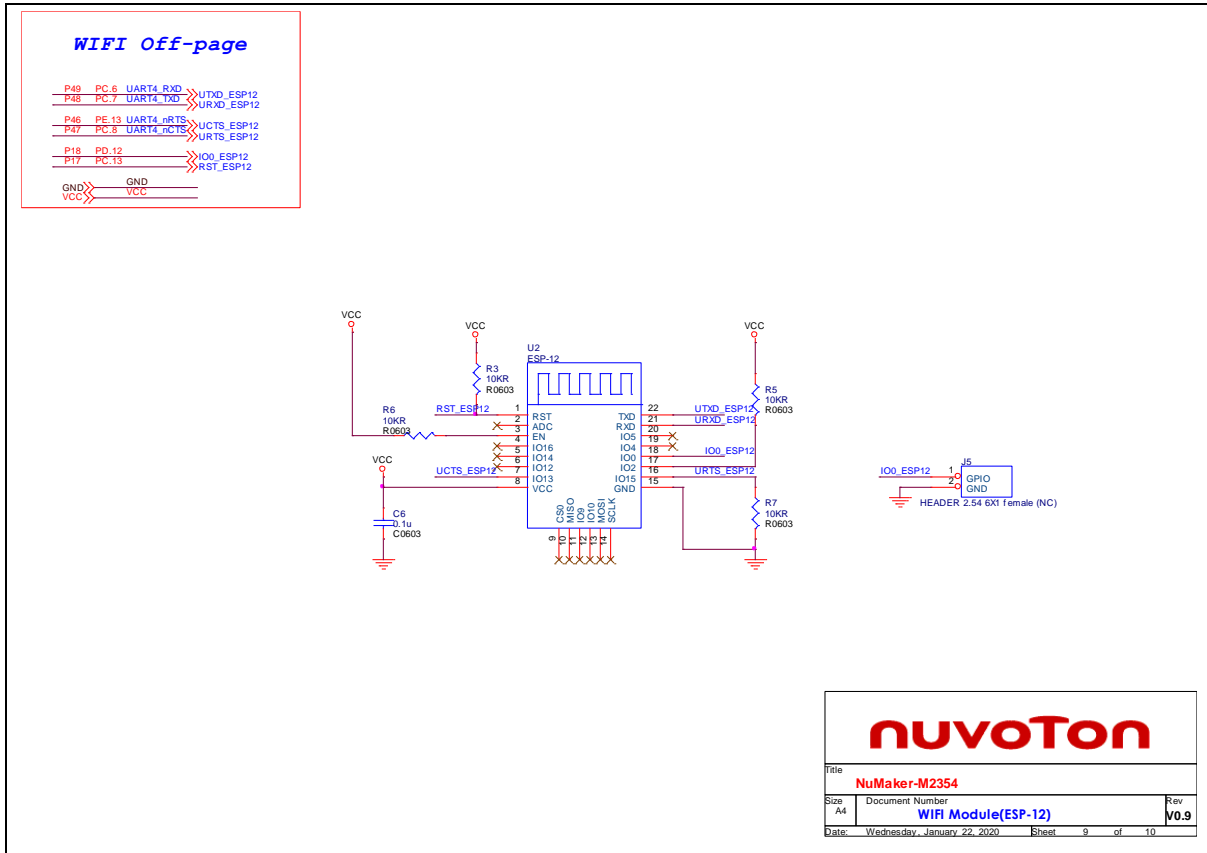 WIFI Off-page
P49 PC.6 UART4_RXD UTXD_ESP12
P48 PC.7 UART4_TXD URXD_ESP12
P46 PE.13 UART4_nRTS UCTS_ESP12
P47 PC.8 UART4_nCTS URTS_ESP12
P18 PD.12 IO0_ESP12
P17 PC.13 RST_ESP12
GND GND
VCC VCC
VCC
VCC
VCC
U2
ESP-12
R3
10KR
R0603
R5
10KR
R0603
R6
10KR
R0603
VCC
RST_ESP12 1 RST
2 ADC
3 EN
4 IO16
5 IO14
6 IO12
UCTS_ESP12 7 IO13
8 VCC
TXD 22 UTXD_ESP12
RXD 21 URXD_ESP12
IO5 20
IO4 19
IO0 18 IO0_ESP12
IO2 17
IO15 16 URTS_ESP12
GND 15
CS0 MISO IO9 IO10 MOSI SCLK
9 10 11 12 13 14
C6
0.1u
C0603
R7
10KR
R0603
J5
IO0_ESP12 1 GPIO
2 GND
HEADER 2.54 6X1 female (NC)
nuvoTon
Title
NuMaker-M2354
Size Document Number Rev
A4 WIFI Module(ESP-12) V0.9
Date: Wednesday, January 22, 2020 Sheet 9 of 10